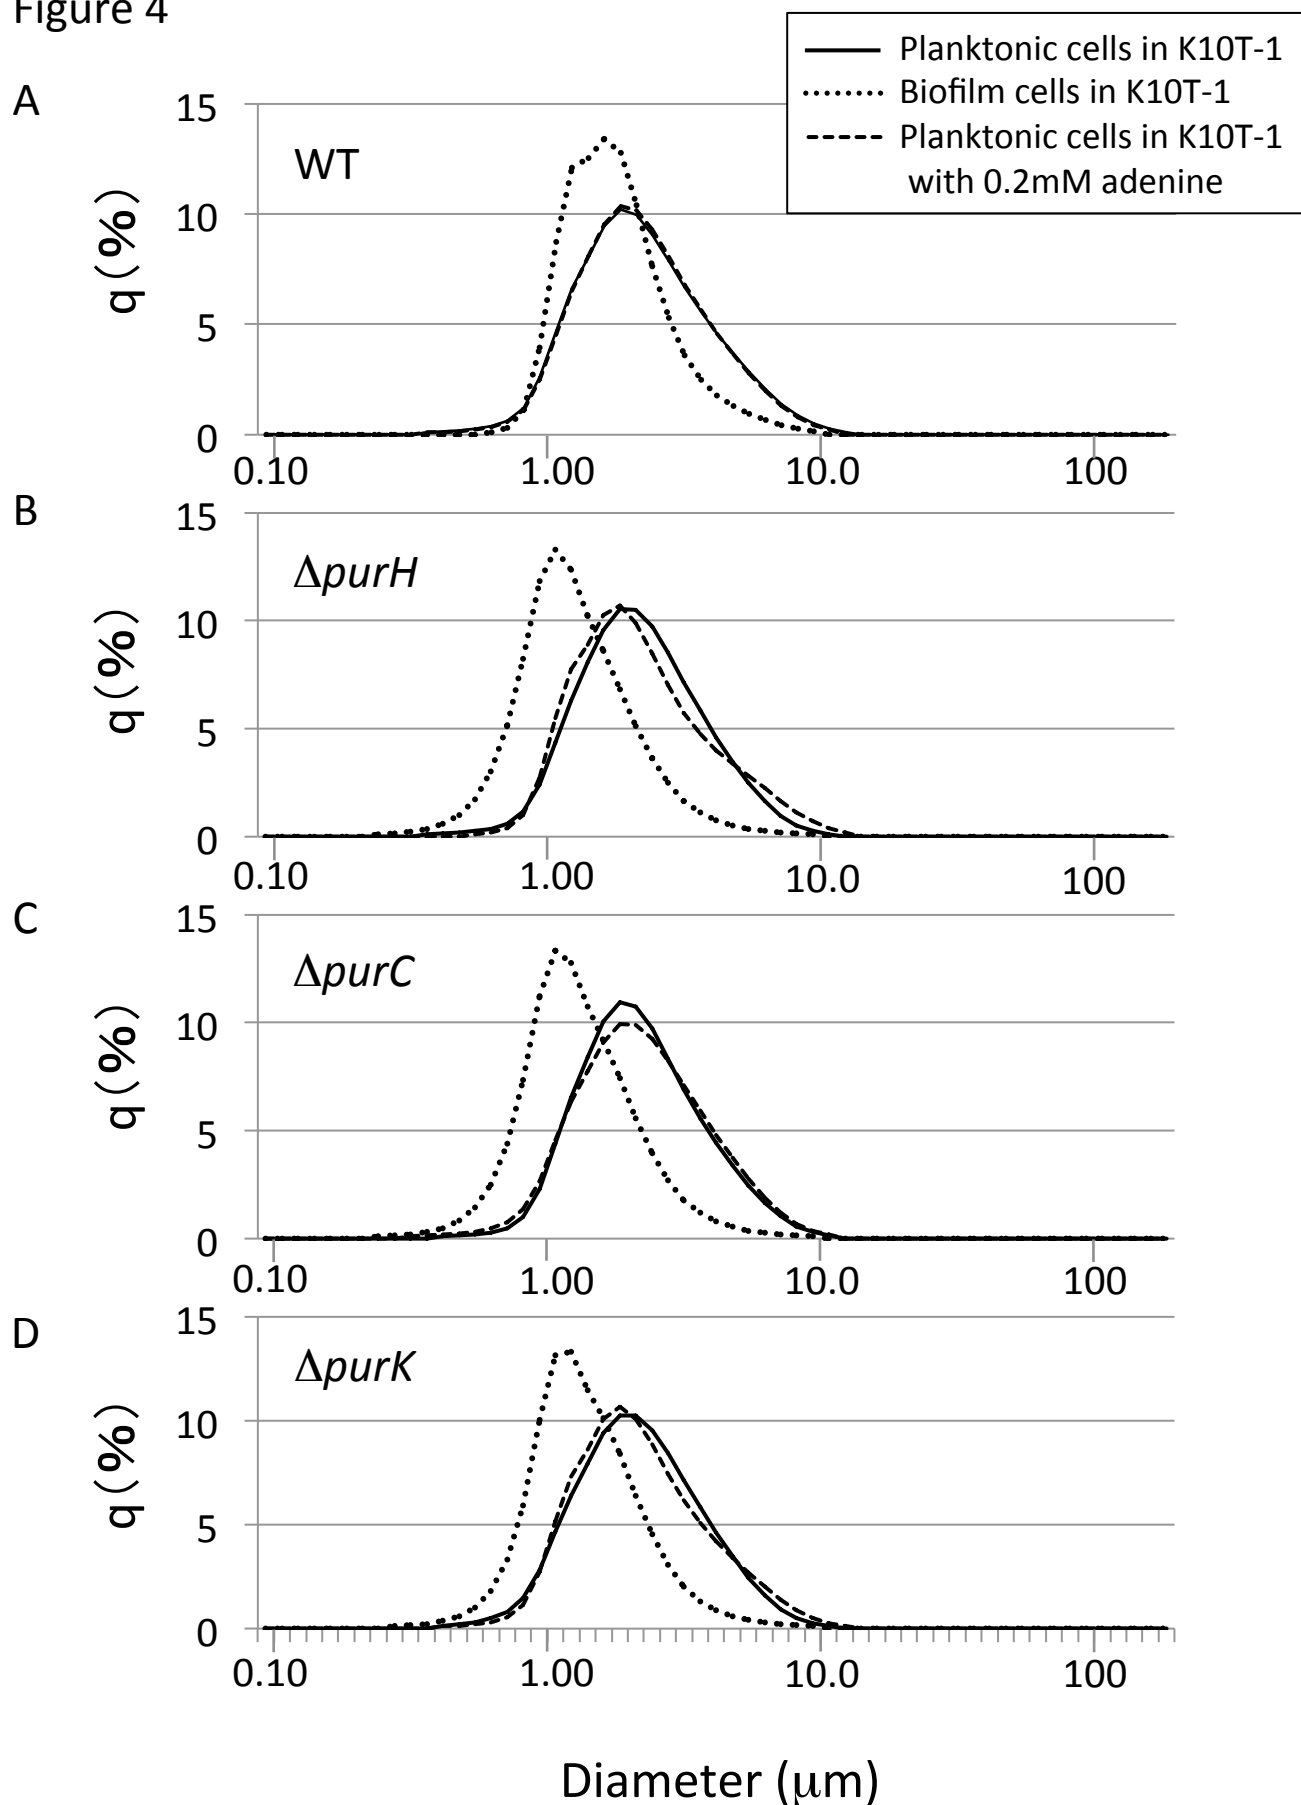 Figure 4
Planktonic cells in K10T-1
Biofilm cells in K10T-1
Planktonic cells in K10T-1
with 0.2mM adenine
A
15
WT
10
q (%)
5
0
0.10 1.00 10.0 100
B
15
ΔpurH
10
q (%)
5
0
0.10 1.00 10.0 100
C
15
ΔpurC
10
q (%)
5
0
0.10 1.00 10.0 100
D
15
ΔpurK
10
q (%)
5
0
0.10 1.00 10.0 100
Diameter (μm)